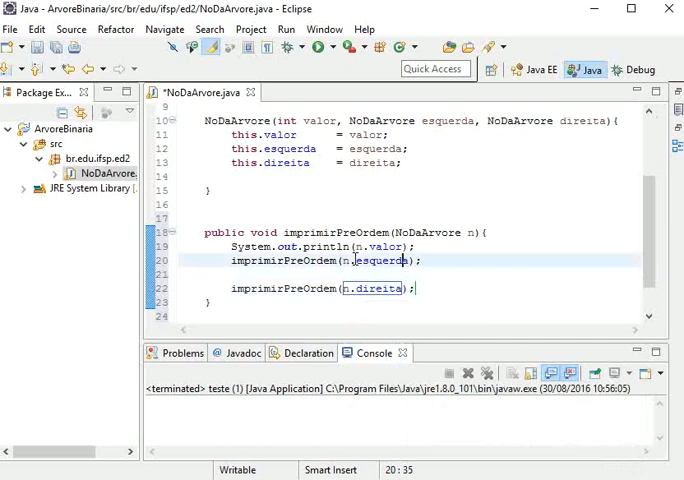 Java - ArvoreBinaria/src/br/edu/ifsp/ed2/NoDaArvore.java - Eclipse
File Edit Source Refactor Navigate Search Project Run Window Help
Quick Access Java EE Java Debug
Package Ex...
*NoDaArvore.java
ArvoreBinaria
src
br.edu.ifsp.ed2
NoDaArvore.
JRE System Library [
9
10 NoDaArvore(int valor, NoDaArvore esquerda, NoDaArvore direita){
11 this.valor = valor;
12 this.esquerda = esquerda;
13 this.direita = direita;
14
15 }
16
17
18 public void imprimirPreOrdem(NoDaArvore n){
19 System.out.println(n.valor);
20 imprimirPreOrdem(n.esquerda);
21
22 imprimirPreOrdem(n.direita);
23 }
24
Problems @ Javadoc Declaration Console
<terminated> teste (1) [Java Application] C:\Program Files\Java\jre1.8.0_101\bin\javaw.exe (30/08/2016 10:56:05)
Writable Smart Insert 20 : 35